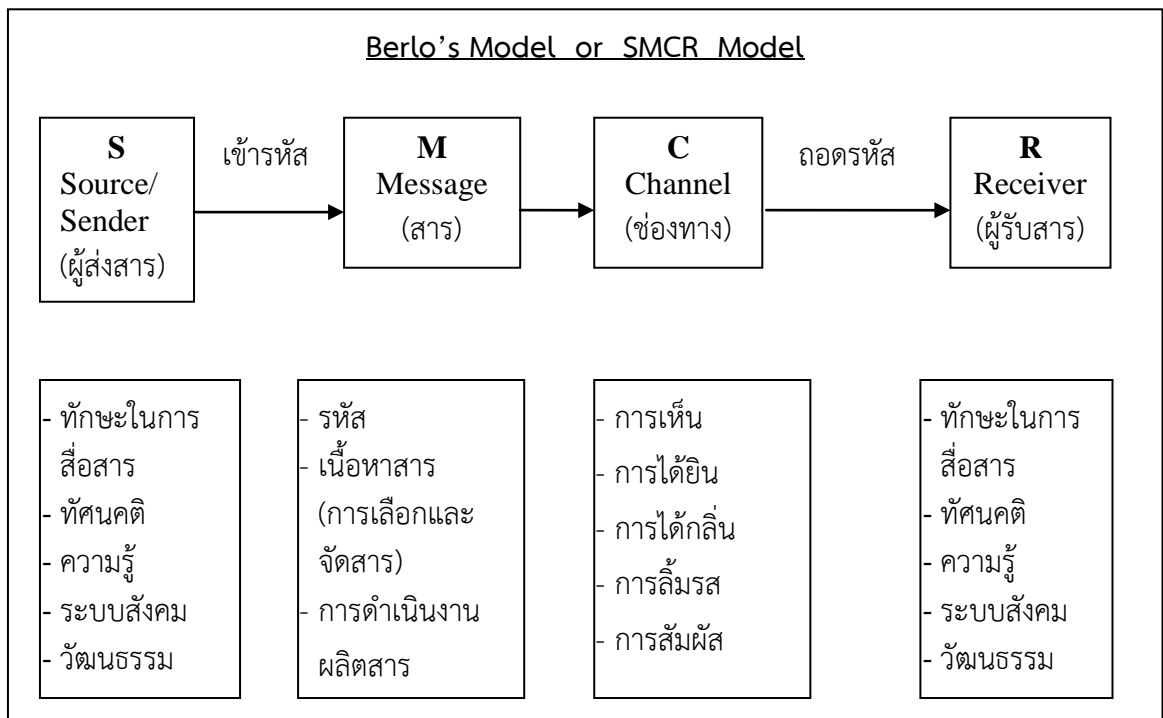 Berlo's Model or SMCR Model
S
Source/
Sender
(ผู้ส่งสาร)
เข้ารหัส
M
Message
(สาร)
C
Channel
(ช่องทาง)
ถอดรหัส
R
Receiver
(ผู้รับสาร)
- ทักษะในการ
สื่อสาร
- ทัศนคติ
- ความรู้
- ระบบสังคม
- วัฒนธรรม
- รหัส
- เนื้อหาสาร
(การเลือกและ
จัดสาร)
- การดำเนินงาน
ผลิตสาร
- การเห็น
- การได้ยิน
- การได้กลิ่น
- การลิ้มรส
- การสัมผัส
- ทักษะในการ
สื่อสาร
- ทัศนคติ
- ความรู้
- ระบบสังคม
- วัฒนธรรม